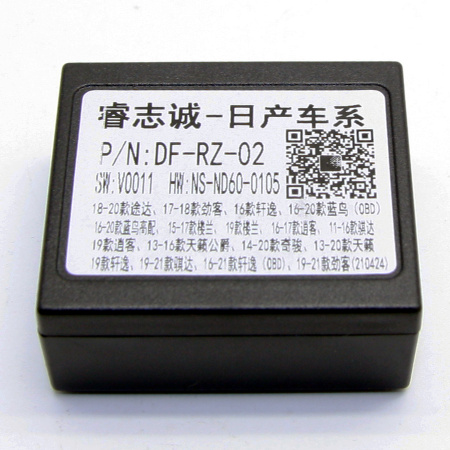 睿志诚-日产车系
P/N:DF-RZ-02
SW:V0011 HW:NS-ND60-0105
18-20款途达、17-18款劲客、16款轩逸、16-20款蓝鸟(OBD)
16-20款蓝鸟高配、15-17款楼兰、19款楼兰、16-17款逍客、11-16款骐达
19款逍客、13-16款天籁公爵、14-20款奇骏、13-20款天籁
19款轩逸、19-21款骐达、16-21款轩逸(OBD)、19-21款劲客(210424)